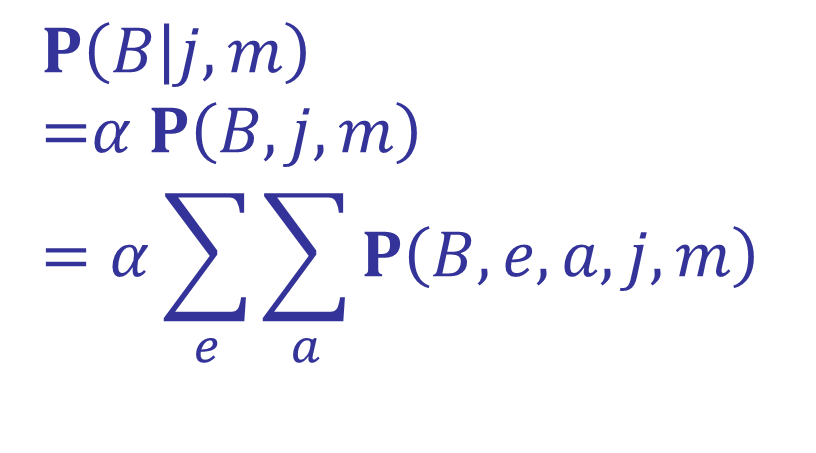 P(B|j,m)
=α P(B,j,m)
= α ∑ ∑ P(B,e,a,j,m)
e a